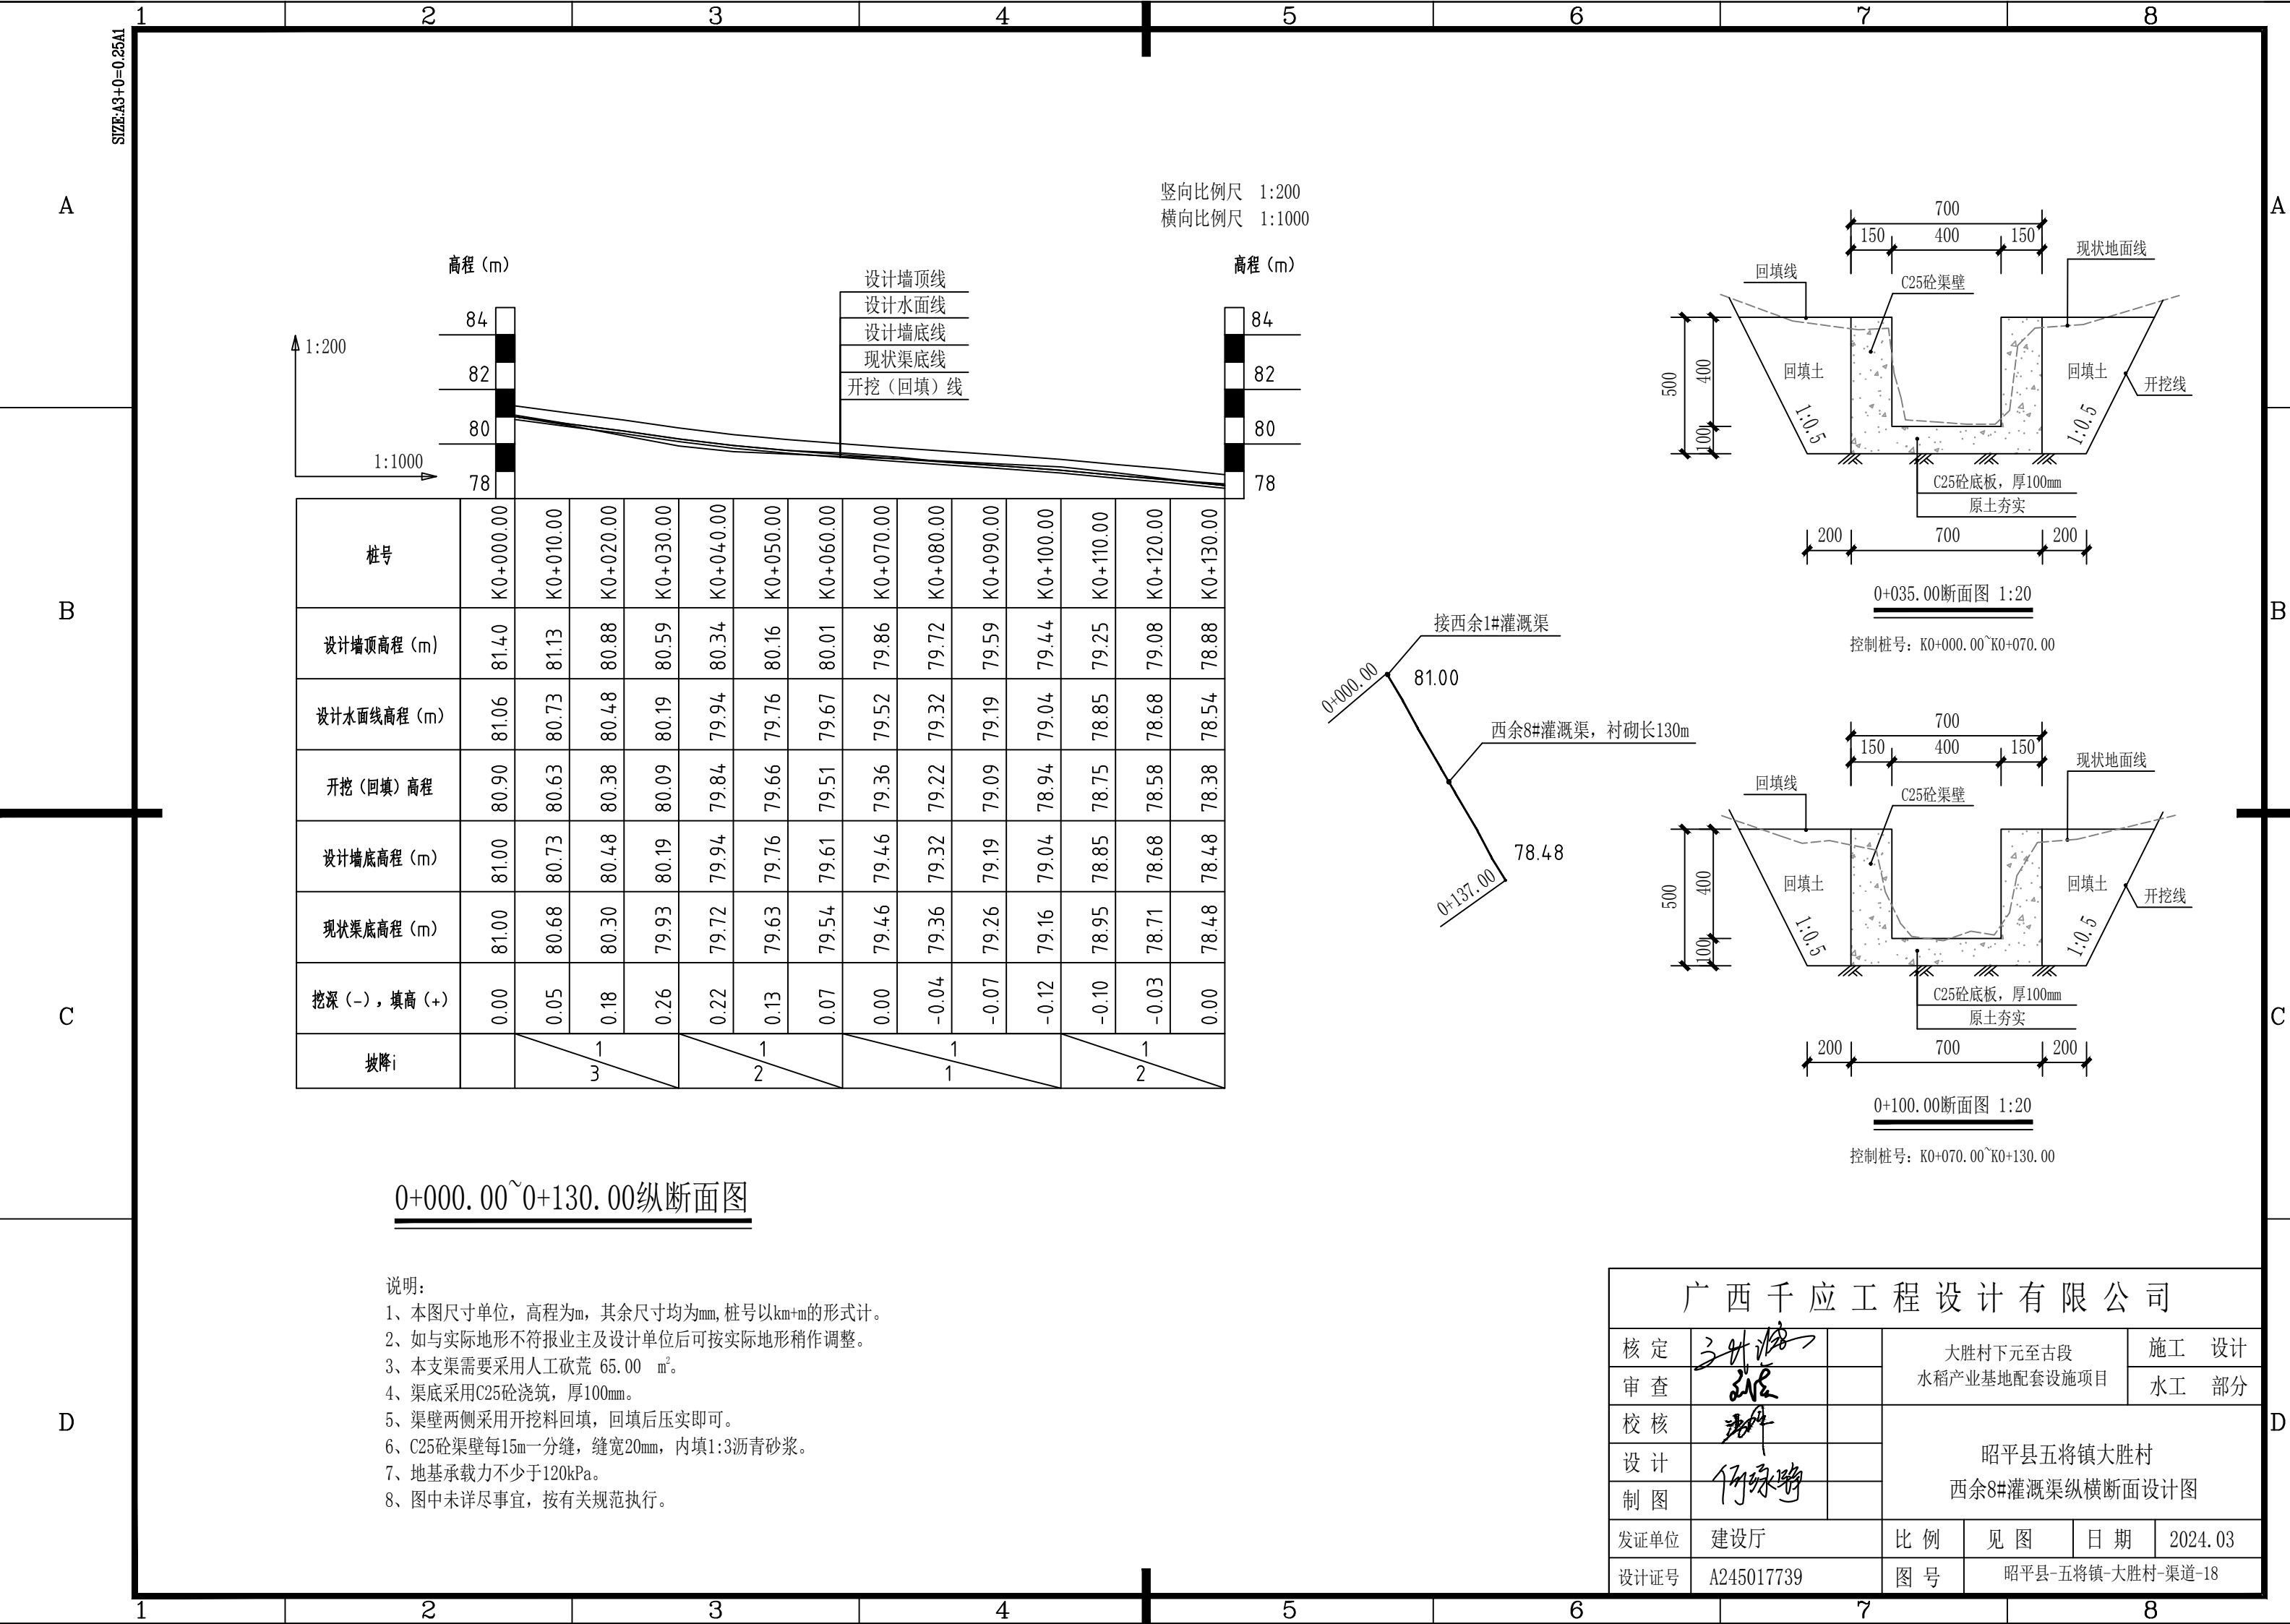 1 2 3 4 5 6 7 8
SIZE:A3+0=0.25A1
A
B
C
D
A
B
C
D
竖向比例尺 1:200
横向比例尺 1:1000
高程（m）
高程（m）
设计墙顶线
设计水面线
设计墙底线
现状渠底线
开挖（回填）线
84
82
80
78
84
82
80
78
1:200
1:1000
桩号 K0+000.00 K0+010.00 K0+020.00 K0+030.00 K0+040.00 K0+050.00 K0+060.00 K0+070.00 K0+080.00 K0+090.00 K0+100.00 K0+110.00 K0+120.00 K0+130.00
设计墙顶高程（m） 81.40 81.13 80.88 80.59 80.34 80.16 80.01 79.86 79.72 79.59 79.44 79.25 79.08 78.88
设计水面线高程（m） 81.06 80.73 80.48 80.19 79.94 79.76 79.67 79.52 79.32 79.19 79.04 78.85 78.68 78.54
开挖（回填）高程 80.90 80.63 80.38 80.09 79.84 79.66 79.51 79.36 79.22 79.09 78.94 78.75 78.58 78.38
设计墙底高程（m） 81.00 80.73 80.48 80.19 79.94 79.76 79.61 79.46 79.32 79.19 79.04 78.85 78.68 78.48
现状渠底高程（m） 81.00 80.68 80.30 79.93 79.72 79.63 79.54 79.46 79.36 79.26 79.16 78.95 78.71 78.48
挖深（-），填高（+） 0.00 0.05 0.18 0.26 0.22 0.13 0.07 0.00 -0.04 -0.07 -0.12 -0.10 -0.03 0.00
坡降i 1 3 1 2 1 1 1 2
0+000.00~0+130.00纵断面图
接西余1#灌溉渠
0+000.00
81.00
西余8#灌溉渠，衬砌长130m
78.48
0+137.00
700
150 400 150
现状地面线
回填线
C25砼渠壁
500
400
100
回填土
回填土
开挖线
1:0.5
1:0.5
C25砼底板，厚100mm
原土夯实
200 700 200
0+035.00断面图 1:20
控制桩号：K0+000.00~K0+070.00
700
150 400 150
现状地面线
回填线
C25砼渠壁
500
400
100
回填土
回填土
开挖线
1:0.5
1:0.5
C25砼底板，厚100mm
原土夯实
200 700 200
0+100.00断面图 1:20
控制桩号：K0+070.00~K0+130.00
说明：
1、本图尺寸单位，高程为m，其余尺寸均为mm,桩号以km+m的形式计。
2、如与实际地形不符报业主及设计单位后可按实际地形稍作调整。
3、本支渠需要采用人工砍荒 65.00 m²。
4、渠底采用C25砼浇筑，厚100mm。
5、渠壁两侧采用开挖料回填，回填后压实即可。
6、C25砼渠壁每15m一分缝，缝宽20mm，内填1:3沥青砂浆。
7、地基承载力不少于120kPa。
8、图中未详尽事宜，按有关规范执行。
广西千应工程设计有限公司
核定
审查
校核
设计
制图
大胜村下元至古段
水稻产业基地配套设施项目
施工 设计
水工 部分
昭平县五将镇大胜村
西余8#灌溉渠纵横断面设计图
发证单位 建设厅 比例 见图 日期 2024.03
设计证号 A245017739 图号 昭平县-五将镇-大胜村-渠道-18
1 2 3 4 5 6 7 8